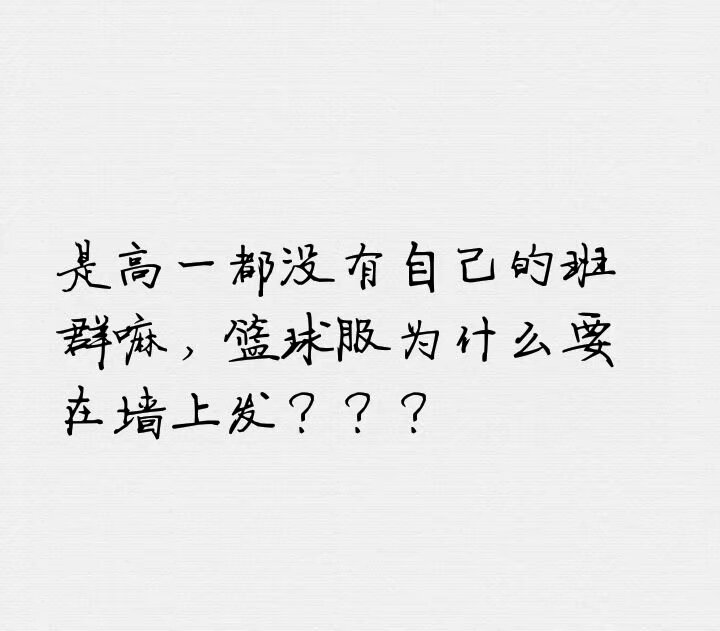 是高一都没有自己的班
群嘛，篮球服为什么要
在墙上发？？？